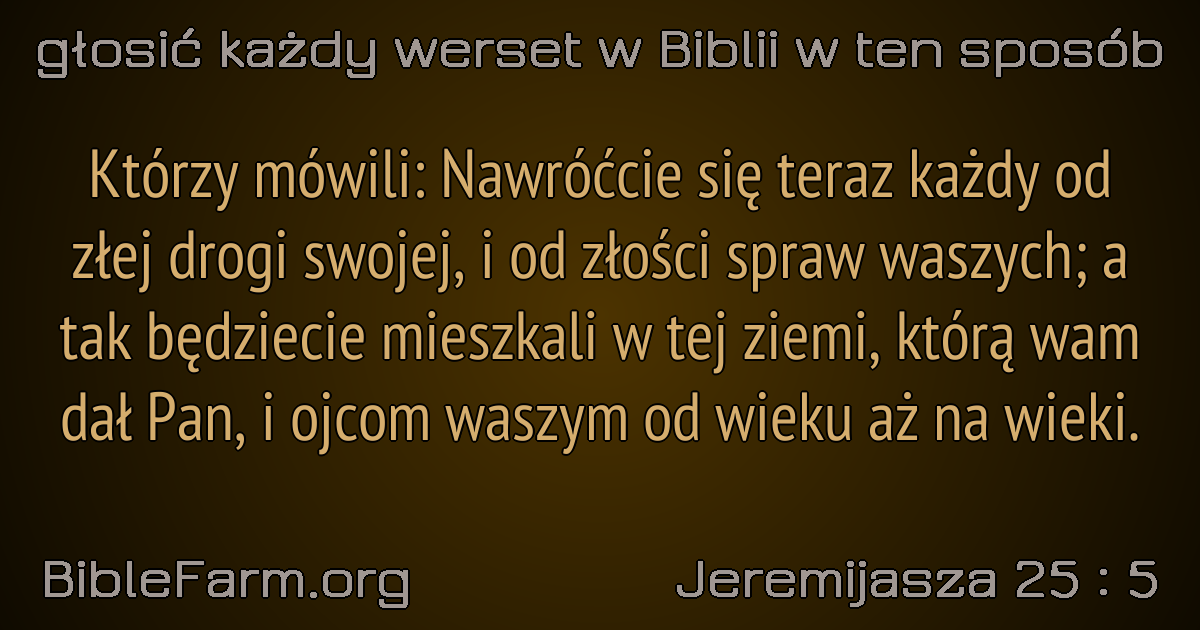 głosić każdy werset w Biblii w ten sposób
Którzy mówili: Nawróćcie się teraz każdy od
złej drogi swojej, i od złości spraw waszych; a
tak będziecie mieszkali w tej ziemi, którą wam
dał Pan, i ojcom waszym od wieku aż na wieki.
BibleFarm.org
Jeremijasza 25 : 5